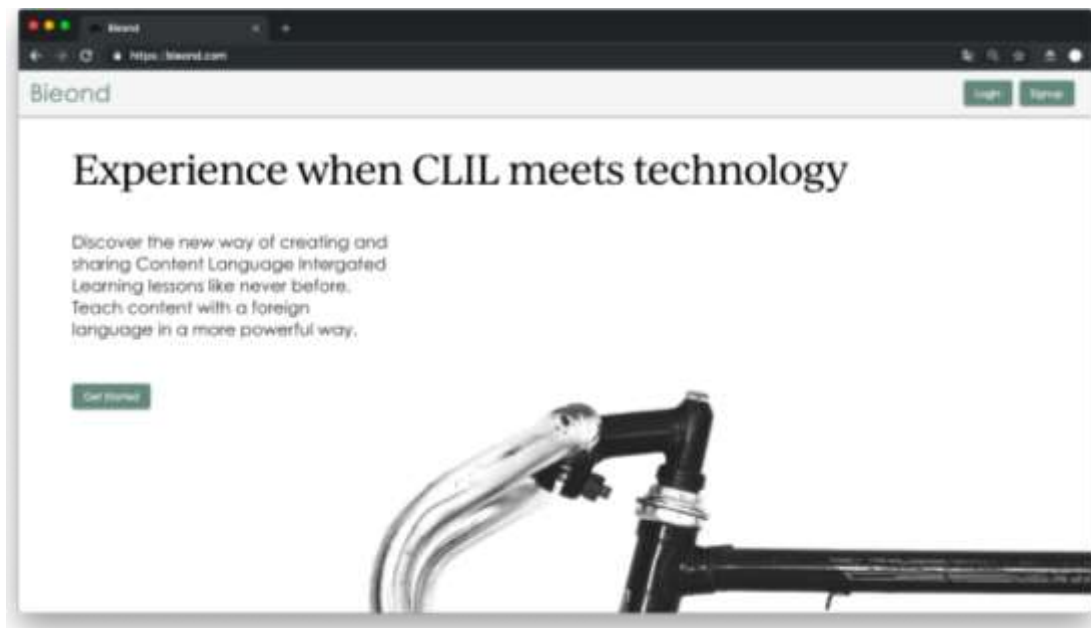 Bieond
https://bieond.com
Bieond
Login
Signup
Experience when CLIL meets technology
Discover the new way of creating and
sharing Content Language Intergated
Learning lessons like never before.
Teach content with a foreign
language in a more powerful way.
Get Started